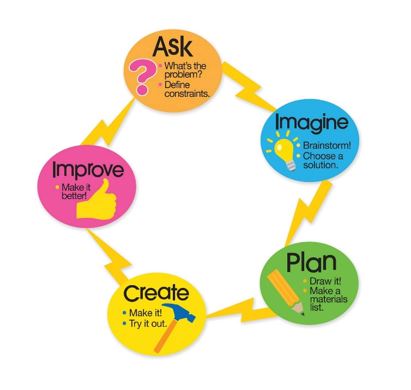 Ask
• What's the
problem?
• Define
constraints.
Imagine
• Brainstorm!
• Choose a
solution.
Plan
• Draw it!
• Make a
materials
list.
Create
• Make it!
• Try it out.
Improve
• Make it
better!